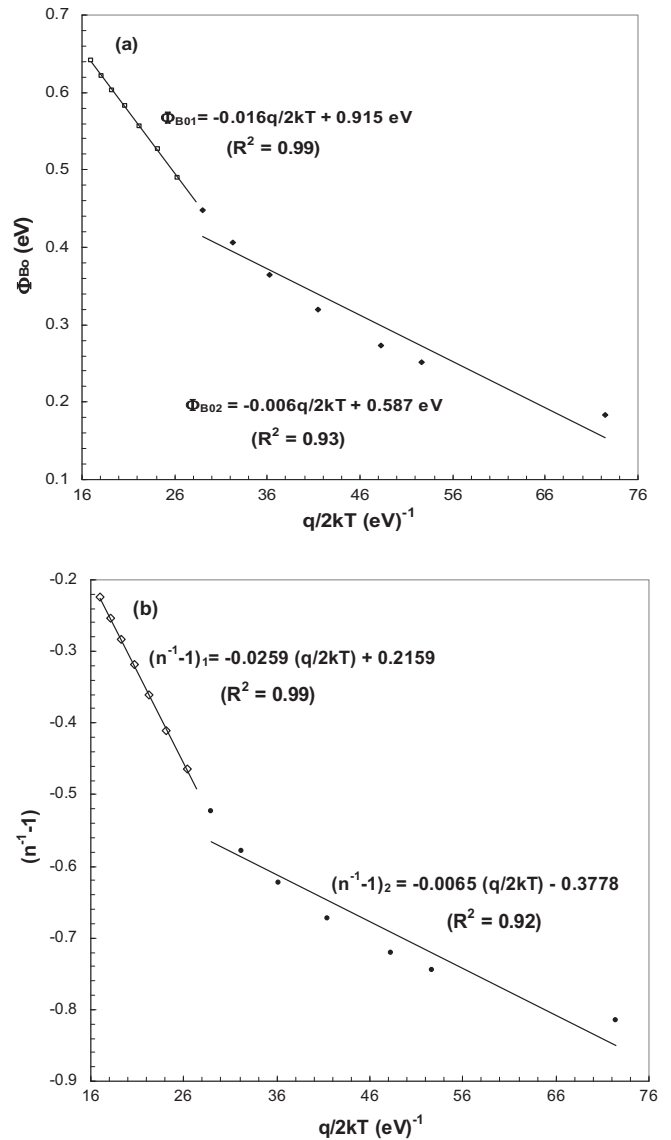 0.7
(a)
0.6
ΦB01= -0.016q/2kT + 0.915 eV
(R² = 0.99)
0.5
0.4
ΦBo (eV)
0.3
0.2
ΦB02 = -0.006q/2kT + 0.587 eV
(R² = 0.93)
0.1
16 26 36 46 56 66 76
q/2kT (eV)⁻¹
-0.2
(b)
-0.3
(n⁻¹-1)₁= -0.0259 (q/2kT) + 0.2159
(R² = 0.99)
-0.4
-0.5
(n⁻¹-1)
-0.6
(n⁻¹-1)₂ = -0.0065 (q/2kT) - 0.3778
(R² = 0.92)
-0.7
-0.8
-0.9
16 26 36 46 56 66 76
q/2kT (eV)⁻¹